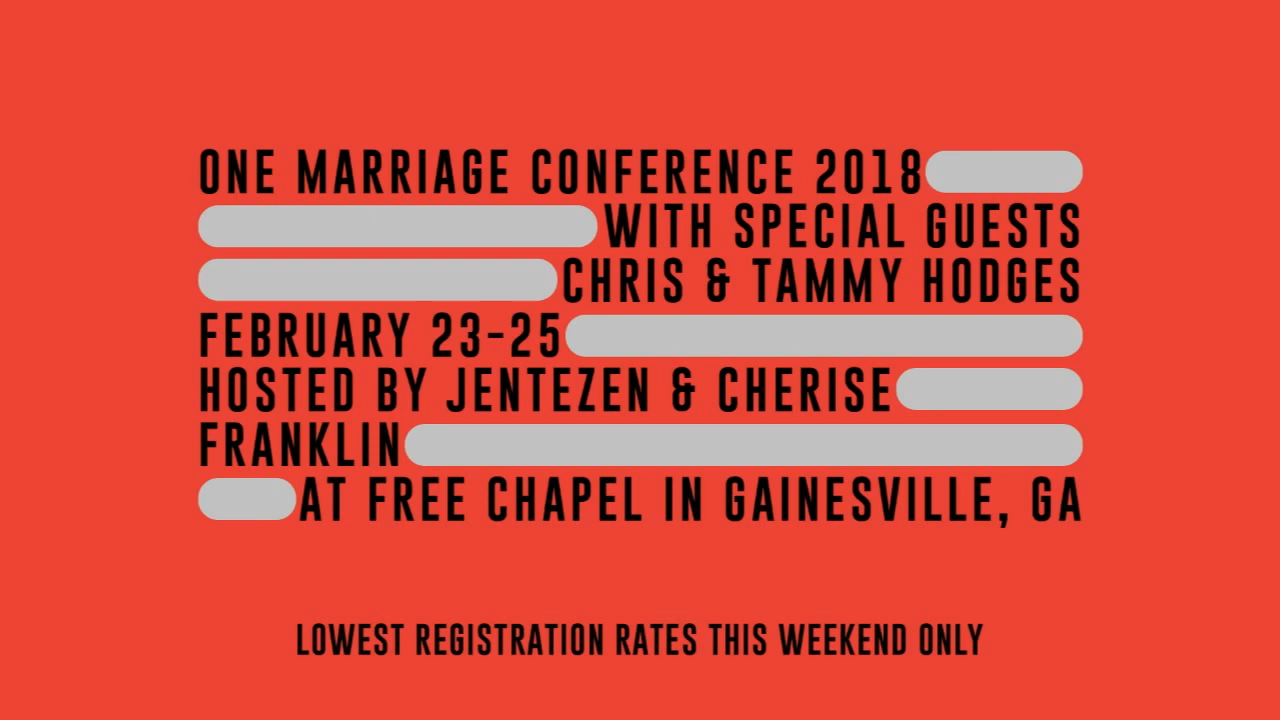 ONE MARRIAGE CONFERENCE 2018
WITH SPECIAL GUESTS
CHRIS & TAMMY HODGES
FEBRUARY 23-25
HOSTED BY JENTEZEN & CHERISE
FRANKLIN
AT FREE CHAPEL IN GAINESVILLE, GA
LOWEST REGISTRATION RATES THIS WEEKEND ONLY